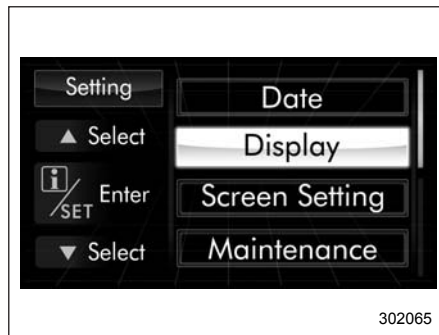 Setting
▲ Select
i/SET Enter
▼ Select
Date
Display
Screen Setting
Maintenance
302065